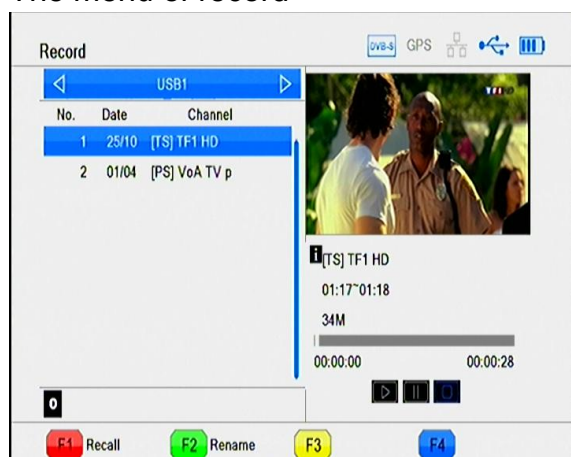 The menu of record
Record
DVB-S GPS
USB1
No. Date Channel
1 25/10 [TS] TF1 HD
2 01/04 [PS] VoA TV p
i [TS] TF1 HD
01:17~01:18
34M
00:00:00 00:00:28
F1 Recall F2 Rename F3 F4